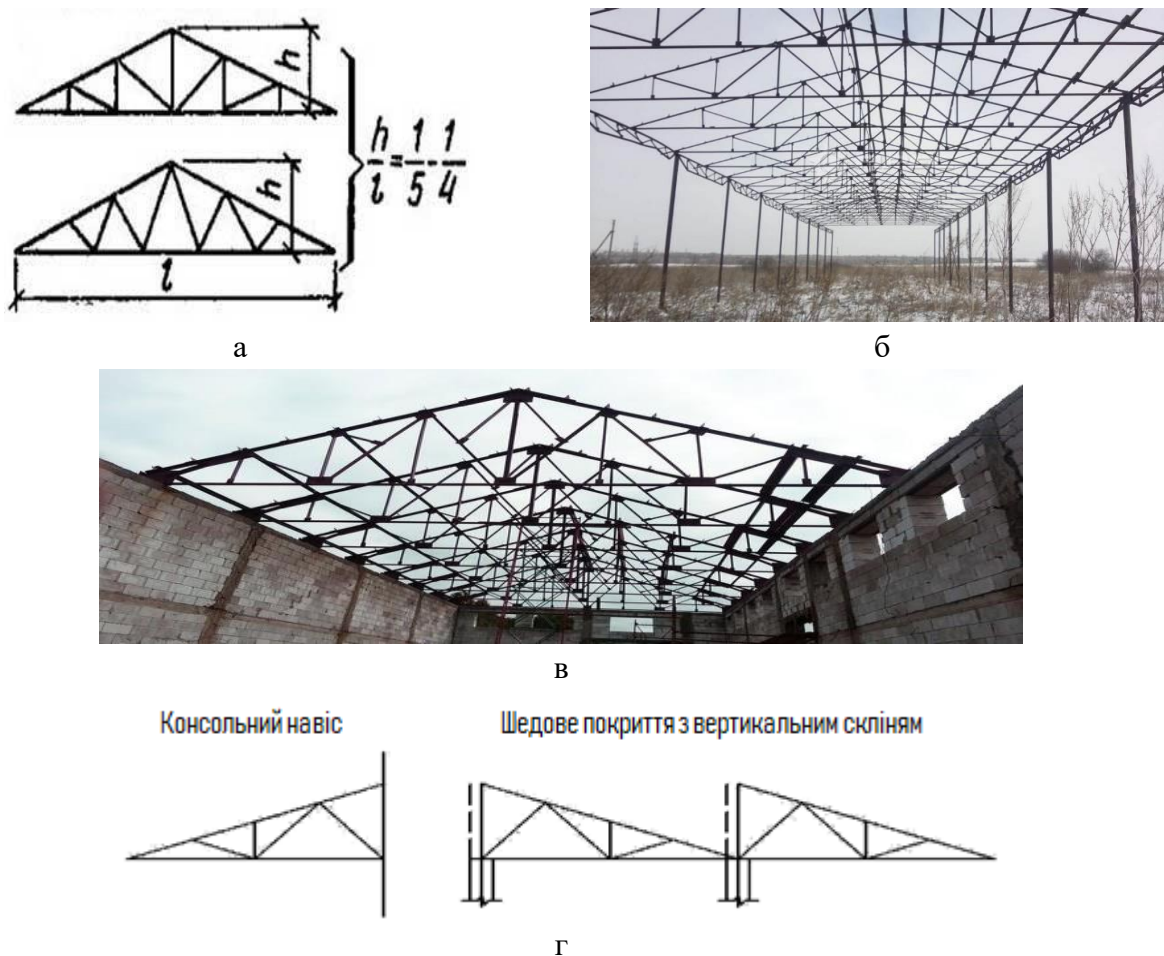 h
h/l = 1/5 - 1/4
h
l
а
б
в
Консольний навіс
Шедове покриття з вертикальним скліням
г